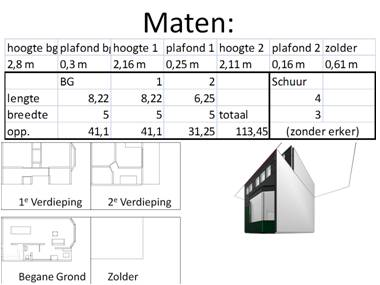 Maten:
hoogte bg plafond bg hoogte 1 plafond 1 hoogte 2 plafond 2 zolder
2,8 m 0,3 m 2,16 m 0,25 m 2,11 m 0,16 m 0,61 m
BG 1 2 Schuur
lengte 8,22 8,22 6,25 4
breedte 5 5 5 totaal 3
opp. 41,1 41,1 31,25 113,45 (zonder erker)
1e Verdieping 2e Verdieping
Begane Grond Zolder